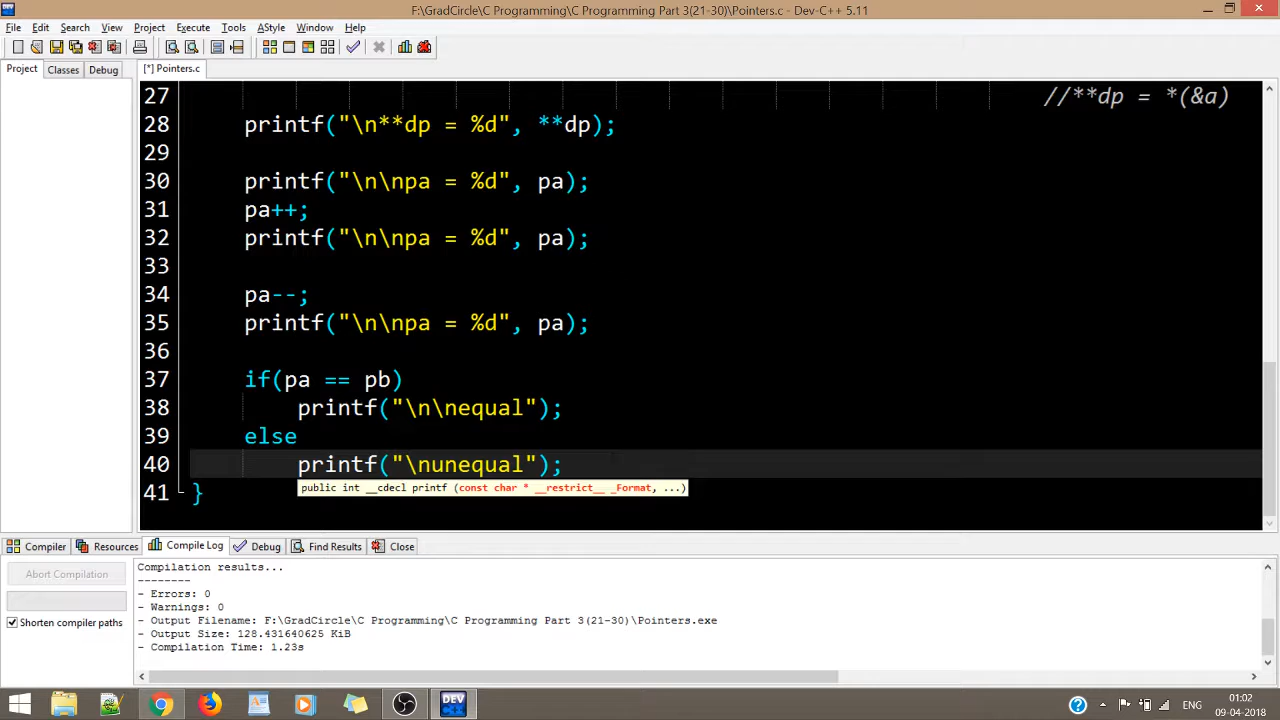 F:\GradCircle\C Programming\C Programming Part 3(21-30)\Pointers.c - Dev-C++ 5.11
File Edit Search View Project Execute Tools AStyle Window Help
Project Classes Debug [*] Pointers.c
27 //**dp = *(&a)
28 printf("\n**dp = %d", **dp);
29
30 printf("\n\npa = %d", pa);
31 pa++;
32 printf("\n\npa = %d", pa);
33
34 pa--;
35 printf("\n\npa = %d", pa);
36
37 if(pa == pb)
38 printf("\n\nequal");
39 else
40 printf("\nunequal");
public int __cdecl printf (const char * __restrict__ _Format, ...)
41 }
Compiler Resources Compile Log Debug Find Results Close
Abort Compilation
Shorten compiler paths
Compilation results...
--------
- Errors: 0
- Warnings: 0
- Output Filename: F:\GradCircle\C Programming\C Programming Part 3(21-30)\Pointers.exe
- Output Size: 128.431640625 KiB
- Compilation Time: 1.23s
DEV
ENG
01:02
09-04-2018